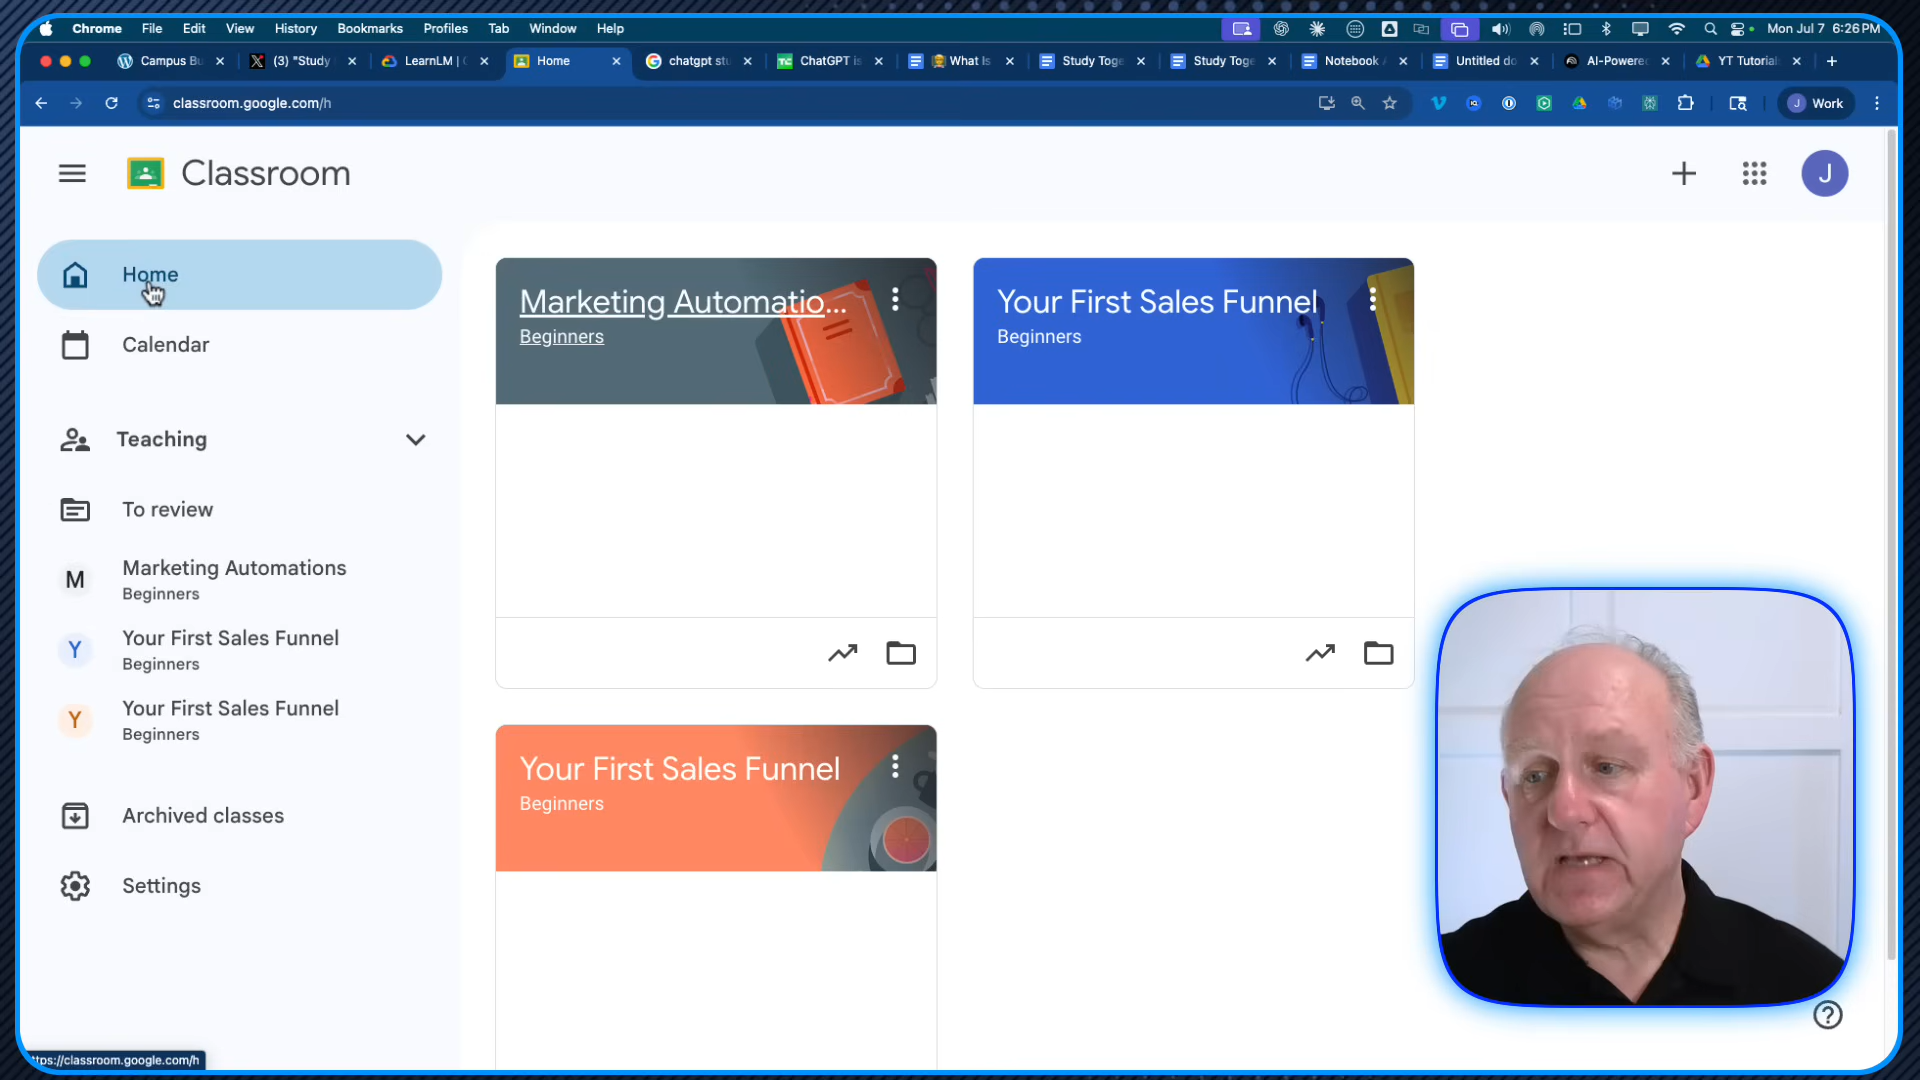 Chrome File Edit View History Bookmarks Profiles Tab Window Help Mon Jul 7 6:26 PM
Campus Bu (3) "Study LearnLM | Home chatgpt stu ChatGPT is What Is Study Toge Study Toge Notebook Untitled do AI-Powered YT Tutorial
classroom.google.com/h Work
Classroom
J
Home
Calendar
Teaching
To review
M Marketing Automations
Beginners
Y Your First Sales Funnel
Beginners
Y Your First Sales Funnel
Beginners
Archived classes
Settings
Marketing Automatio...
Beginners
Your First Sales Funnel
Beginners
Your First Sales Funnel
Beginners
ttps://classroom.google.com/h